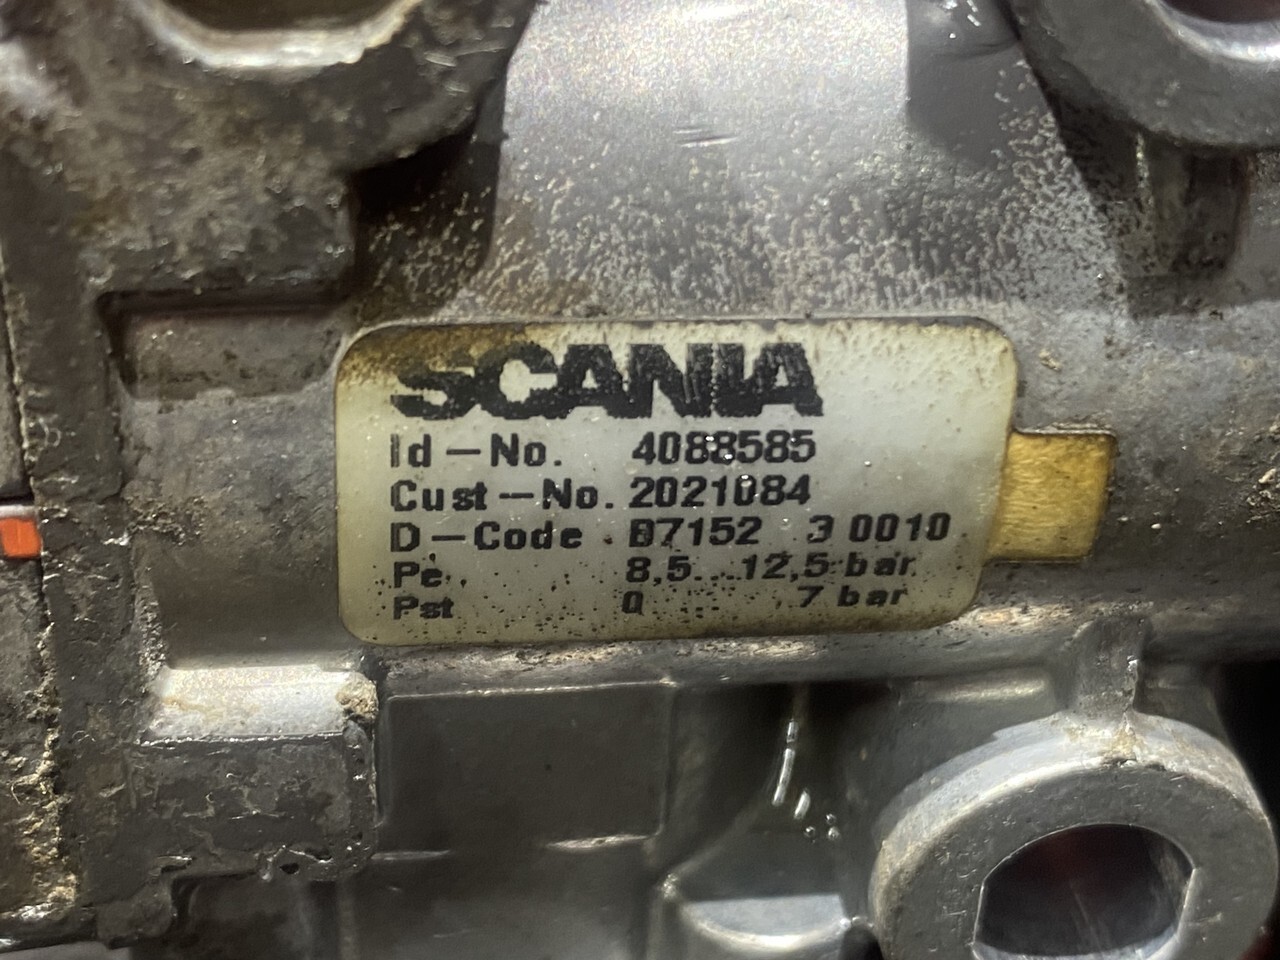 SCANIA
Id-No. 4088585
Cust-No. 2021084
D-Code B7152 3 0010
Pe 8,5...12,5 bar
Pst 0 .... 7 bar